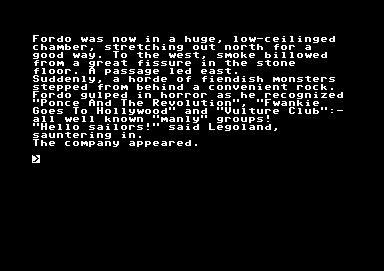 Fordo was now in a huge, low-ceilinged
chamber, stretching out north for a
good way. To the west, smoke billowed
from a great fissure in the stone
floor. A passage led east.
Suddenly, a horde of fiendish monsters
stepped from behind a convenient rock.
Fordo gulped in horror as he recognized
"Ponce And The Revolution", "Fwankie
Goes To Hollywood" and "Vulture Club":-
all well known "manly" groups!
"Hello sailors!" said Legoland,
sauntering in.
The company appeared.
>